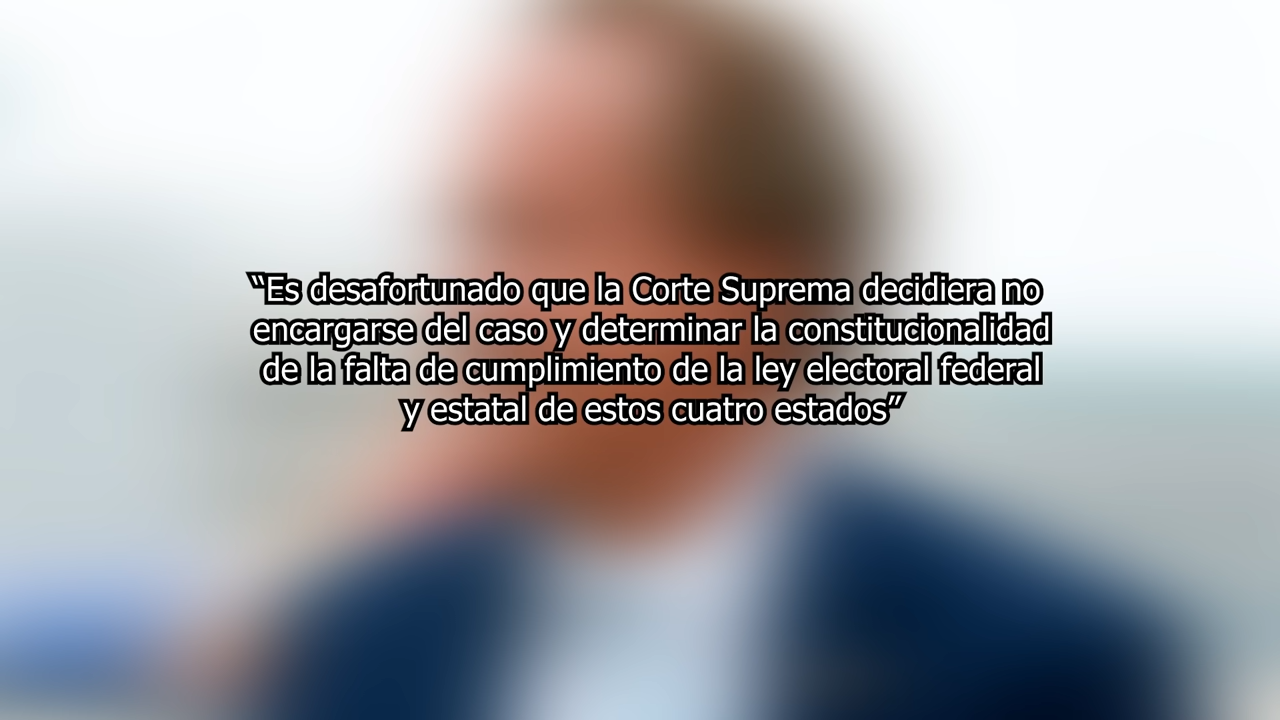 “Es desafortunado que la Corte Suprema decidiera no
encargarse del caso y determinar la constitucionalidad
de la falta de cumplimiento de la ley electoral federal
y estatal de estos cuatro estados”